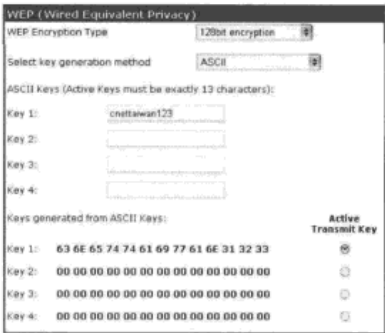 WEP (Wired Equivalent Privacy)
WEP Encryption Type 128bit encryption
Select key generation method ASCII
ASCII Keys (Active Keys must be exactly 13 characters):
Key 1: cnettaiwan123
Key 2:
Key 3:
Key 4:
Keys generated from ASCII Keys: Active Transmit Key
Key 1: 63 6E 65 74 74 61 69 77 61 6E 31 32 33
Key 2: 00 00 00 00 00 00 00 00 00 00 00 00 00
Key 3: 00 00 00 00 00 00 00 00 00 00 00 00 00
Key 4: 00 00 00 00 00 00 00 00 00 00 00 00 00